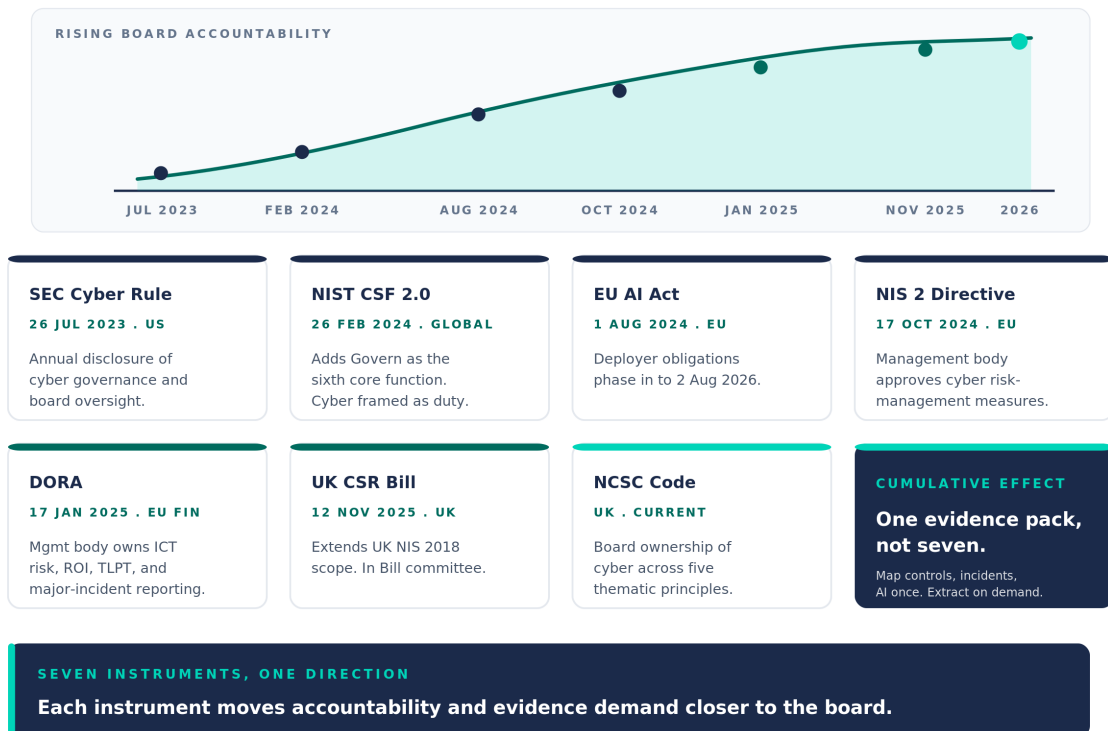 RISING BOARD ACCOUNTABILITY
JUL 2023
FEB 2024
AUG 2024
OCT 2024
JAN 2025
NOV 2025
2026
SEC Cyber Rule
26 JUL 2023 . US
Annual disclosure of
cyber governance and
board oversight.
NIST CSF 2.0
26 FEB 2024 . GLOBAL
Adds Govern as the
sixth core function.
Cyber framed as duty.
EU AI Act
1 AUG 2024 . EU
Deployer obligations
phase in to 2 Aug 2026.
NIS 2 Directive
17 OCT 2024 . EU
Management body
approves cyber risk-
management measures.
DORA
17 JAN 2025 . EU FIN
Mgmt body owns ICT
risk, ROI, TLPT, and
major-incident reporting.
UK CSR Bill
12 NOV 2025 . UK
Extends UK NIS 2018
scope. In Bill committee.
NCSC Code
UK . CURRENT
Board ownership of
cyber across five
thematic principles.
CUMULATIVE EFFECT
One evidence pack,
not seven.
Map controls, incidents,
AI once. Extract on demand.
SEVEN INSTRUMENTS, ONE DIRECTION
Each instrument moves accountability and evidence demand closer to the board.